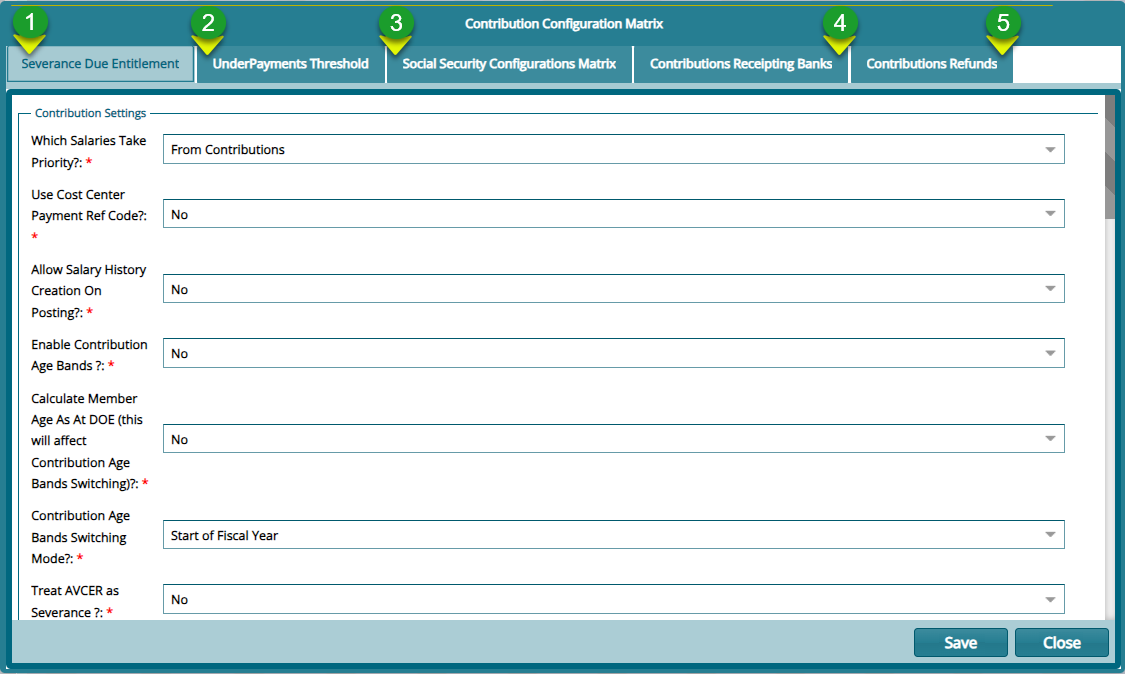 Contribution Configuration Matrix
1
2
3
4
5
Severance Due Entitlement
UnderPayments Threshold
Social Security Configurations Matrix
Contributions Receipting Banks
Contributions Refunds
Contribution Settings
Which Salaries Take
Priority?: *
From Contributions
Use Cost Center
Payment Ref Code?:
*
No
Allow Salary History
Creation On
Posting?: *
No
Enable Contribution
Age Bands ?: *
No
Calculate Member
Age As At DOE (this
will affect
Contribution Age
Bands Switching)?: *
No
Contribution Age
Bands Switching
Mode?: *
Start of Fiscal Year
Treat AVCER as
Severance ?: *
No
Save
Close